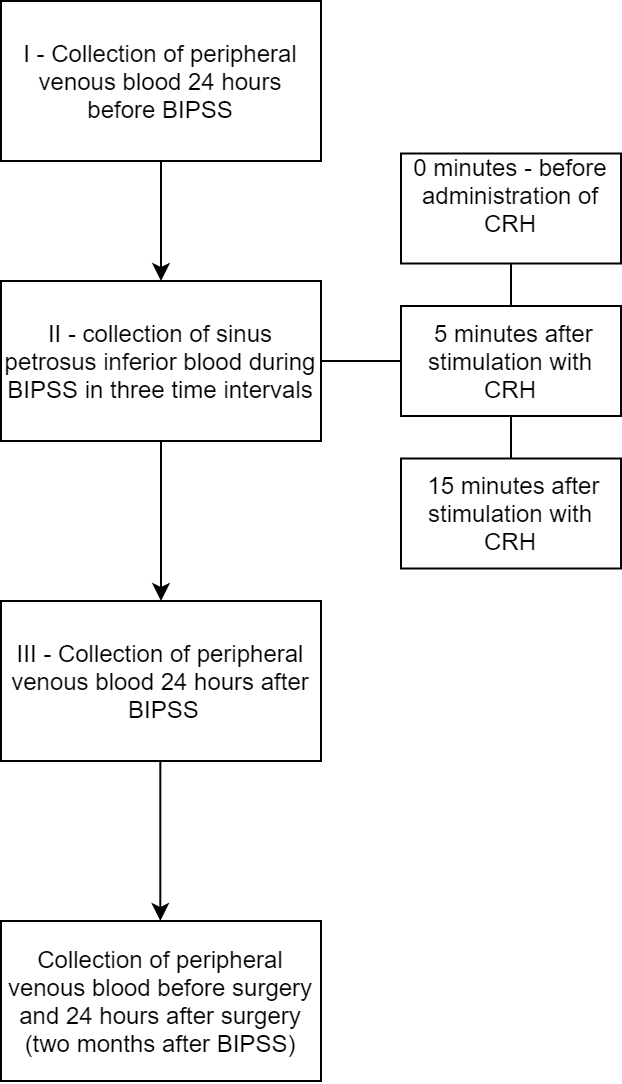 I - Collection of peripheral
venous blood 24 hours
before BIPSS
0 minutes - before
administration of
CRH
II - collection of sinus
petrosus inferior blood during
BIPSS in three time intervals
5 minutes after
stimulation with
CRH
15 minutes after
stimulation with
CRH
III - Collection of peripheral
venous blood 24 hours after
BIPSS
Collection of peripheral
venous blood before surgery
and 24 hours after surgery
(two months after BIPSS)